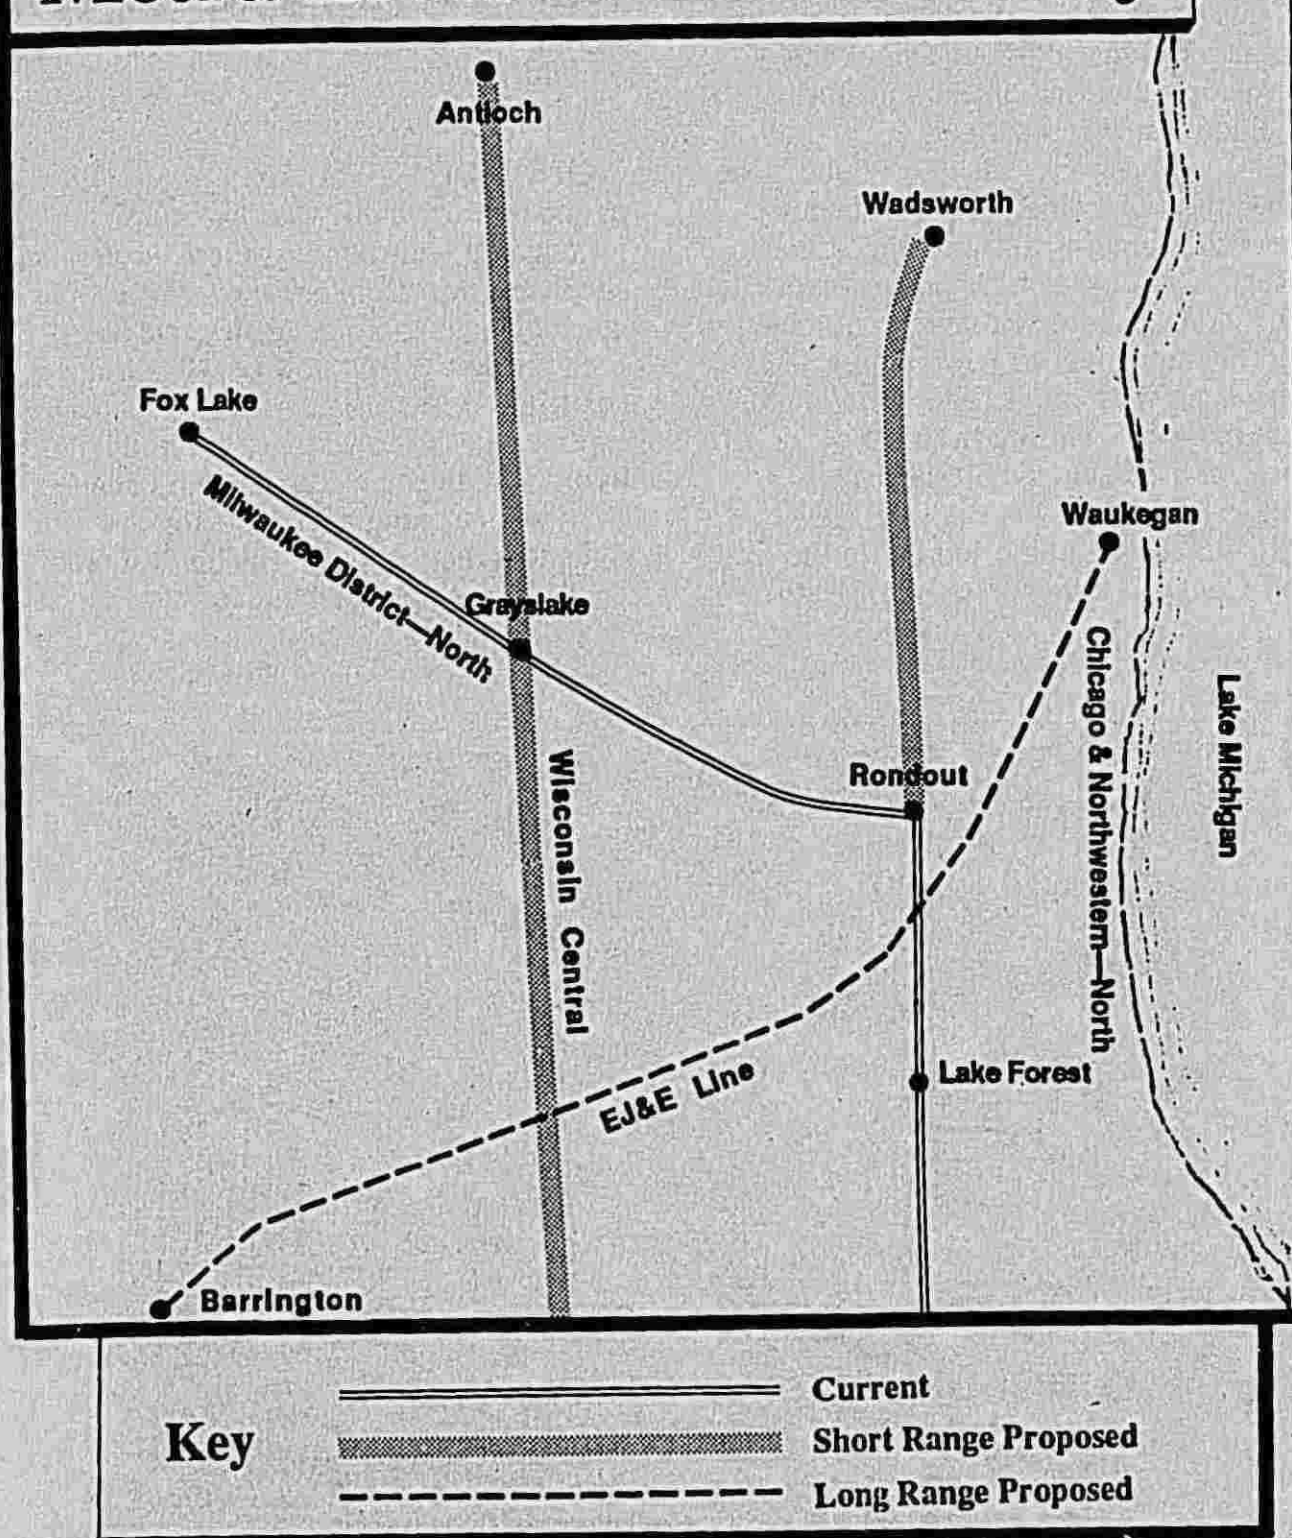 Antioch
Wadsworth
Fox Lake
Milwaukee District—North
Waukegan
Grayslake
Chicago & Northwestern—North
Lake Michigan
Rondout
Wisconsin Central
Lake Forest
EJ&E Line
Barrington
Key
Current
Short Range Proposed
Long Range Proposed